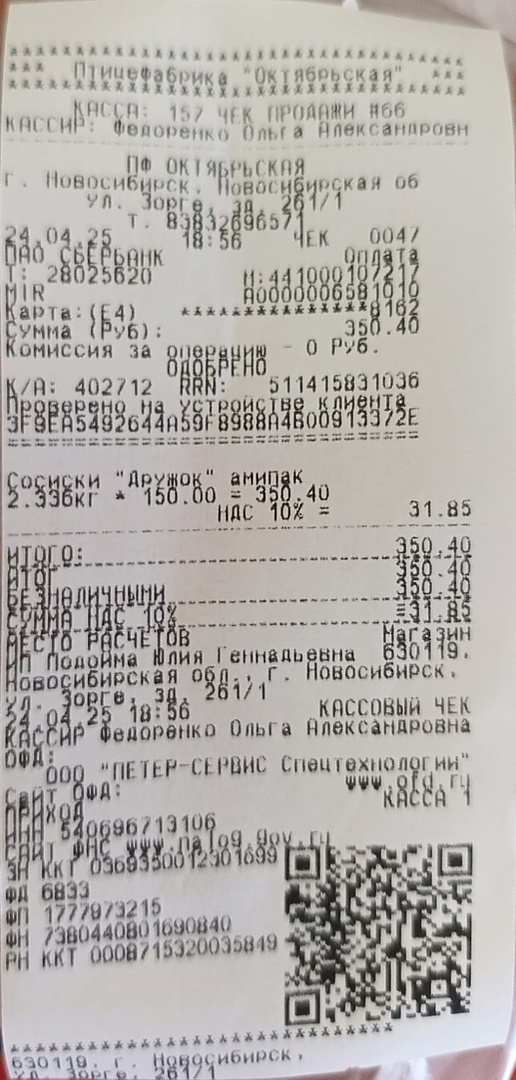 ************************************
*** Птицефабрика "Октябрьская" ***
************************************
КАССА: 157 ЧЕК ПРОДАЖИ #66
КАССИР: Федоренко Ольга Александровн
ПФ ОКТЯБРЬСКАЯ
г. Новосибирск, Новосибирская об
ул. Зорге, зд. 261/1
т. 83832696571
24.04.25 18:56 ЧЕК 0047
ПАО СБЕРБАНК Оплата
Т: 28025620 М:441000107217
MIR A0000006581010
Карта:(Е4) ***************8162
Сумма (Руб): 350.40
Комиссия за операцию - 0 Руб.
ОДОБРЕНО
К/А: 402712 RRN: 511415831036
Проверено на устройстве клиента
3F9EA5492644A59F8988A4B00913372E
====================================
Сосиски "Дружок" амипак
2.336кг * 150.00 = 350.40
НДС 10% = 31.85
ИТОГО: 350.40
ИТОГ 350.40
БЕЗНАЛИЧНЫМИ 350.40
СУММА НДС 10% =31.85
МЕСТО РАСЧЕТОВ Магазин
ИП Подойма Юлия Геннадьевна 630119,
Новосибирская обл., г. Новосибирск,
ул. Зорге, зд. 261/1
24.04.25 18:56 КАССОВЫЙ ЧЕК
КАССИР Федоренко Ольга Александровна
ОФД:
ООО "ПЕТЕР-СЕРВИС Спецтехнологии"
Сайт ОФД: www.ofd.ru
ПРИХОД КАССА 1
ИНН 540696713106
САЙТ ФНС www.nalog.gov.ru
ЗН ККТ 0369350012301699
ФД 6833
ФП 1777973215
ФН 7380440801690840
РН ККТ 0008715320035849
********************************
630119, г. Новосибирск,
ул. Зорге, 261/1